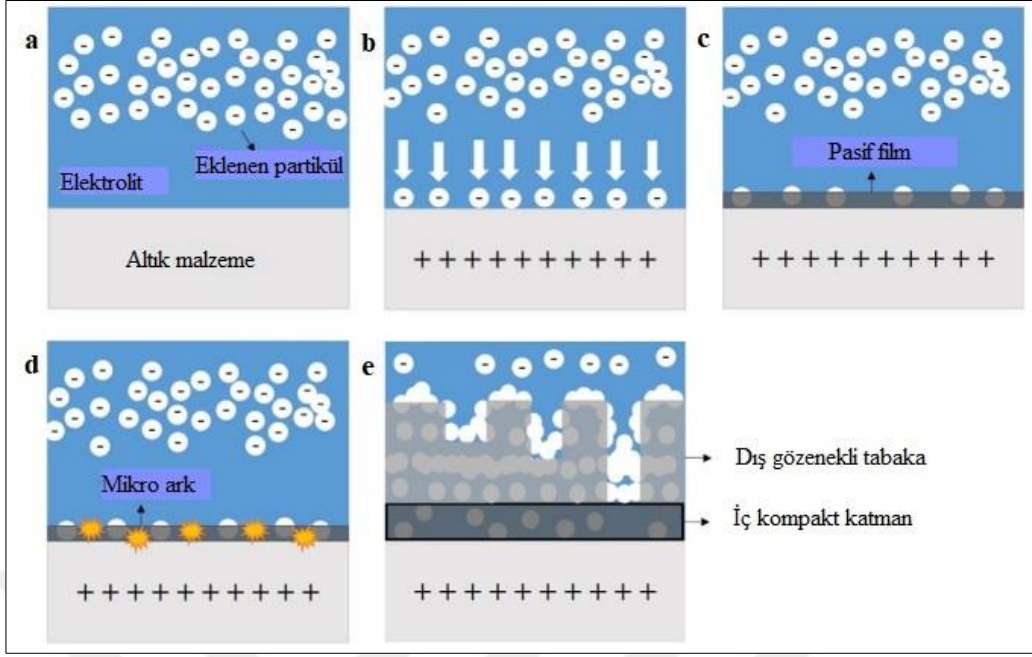 a
Elektrolit
Eklenen partikül
Altık malzeme
b
+ + + + + + + + + +
c
Pasif film
+ + + + + + + + + +
d
Mikro ark
+ + + + + + + + + +
e
Dış gözenekli tabaka
İç kompakt katman
+ + + + + + + + + +